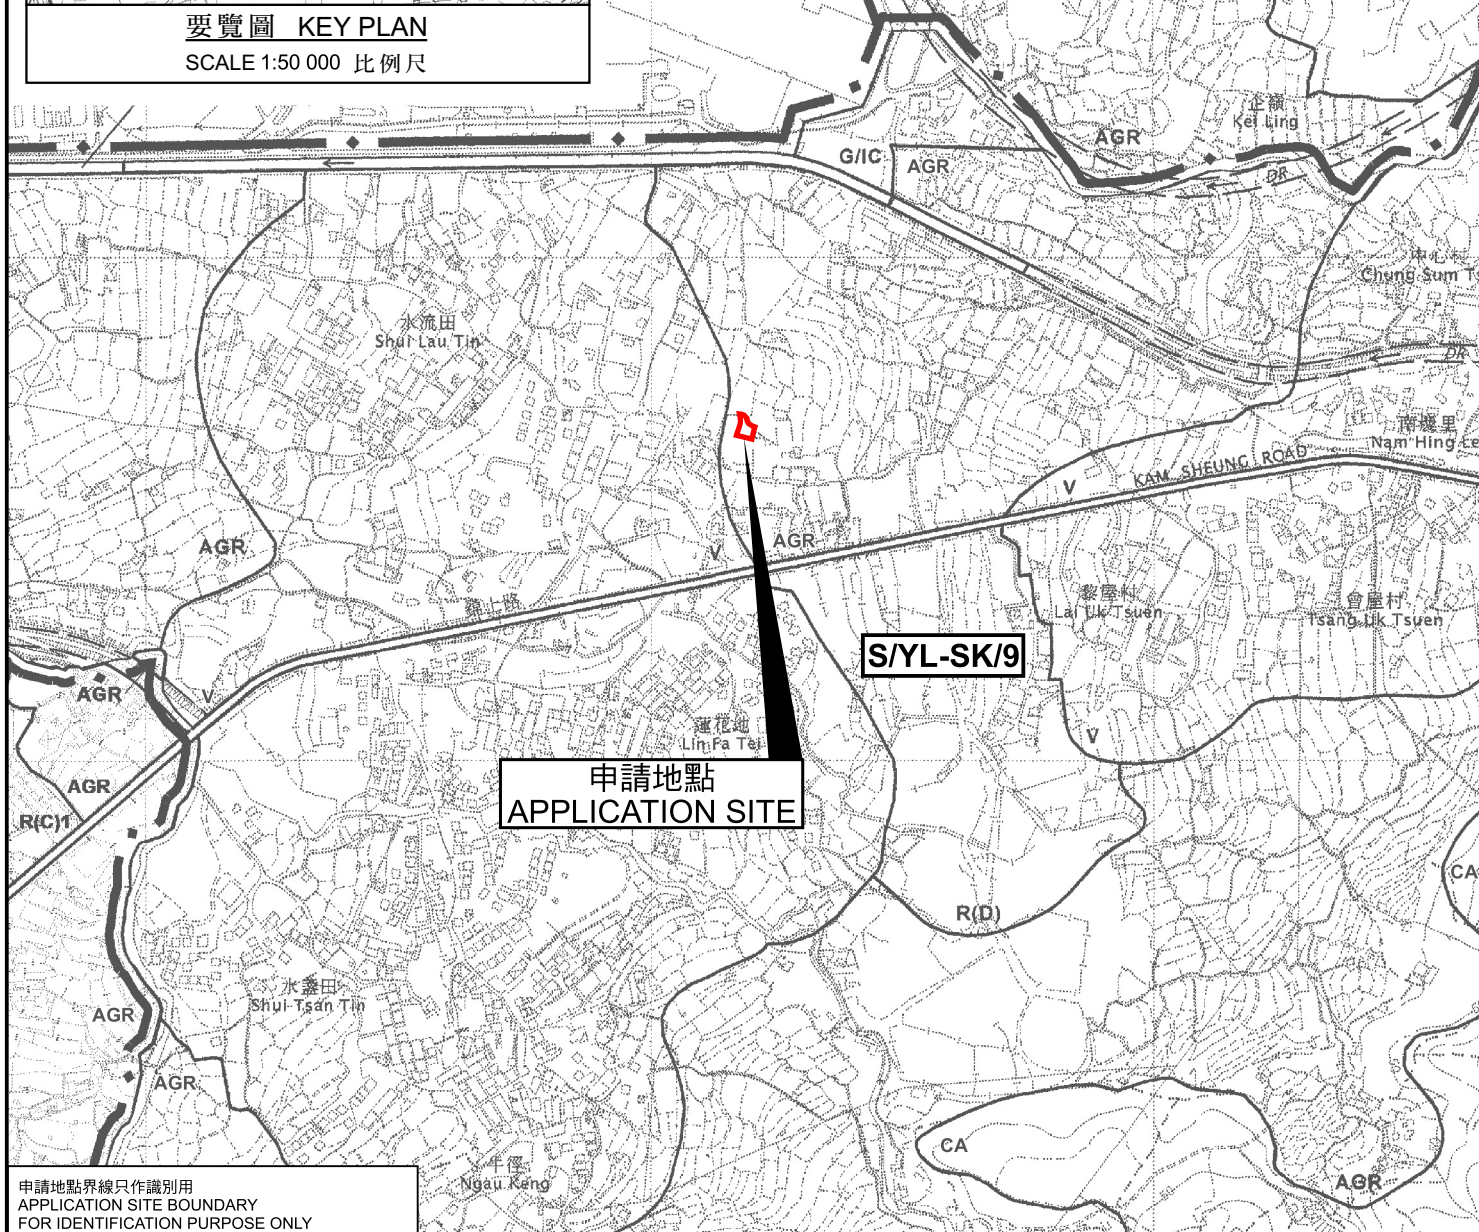 要覽圖 KEY PLAN
SCALE 1:50 000 比例尺
企嶺
Kei Ling
AGR
G/IC
AGR
DR
Chung Sum Ts
水流田
Shui Lau Tin
DR
南慶里
Nam Hing Le
KAM SHEUNG ROAD
V
AGR
V
AGR
錦上路
黎屋村
Lai Uk Tsuen
曾屋村
Tsang Uk Tsuen
S/YL-SK/9
AGR
V
蓮花地
Lin Fa Tei
V
申請地點
APPLICATION SITE
AGR
R(C)1
CA
R(D)
水盞田
Shui Tsan Tin
AGR
AGR
CA
牛徑
Ngau Keng
AGR
申請地點界線只作識別用
APPLICATION SITE BOUNDARY
FOR IDENTIFICATION PURPOSE ONLY